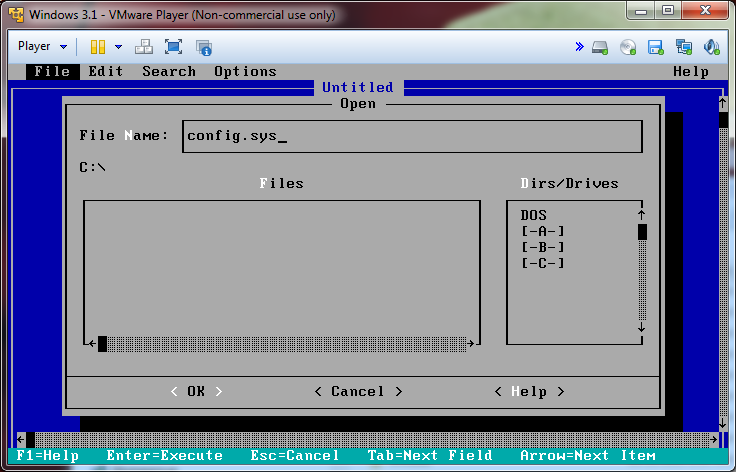 Windows 3.1 - VMware Player (Non-commercial use only)
Player
File Edit Search Options Help
Untitled
Open
File Name: config.sys_
C:\
Files Dirs/Drives
DOS
[-A-]
[-B-]
[-C-]
< OK > < Cancel > < Help >
F1=Help Enter=Execute Esc=Cancel Tab=Next Field Arrow=Next Item